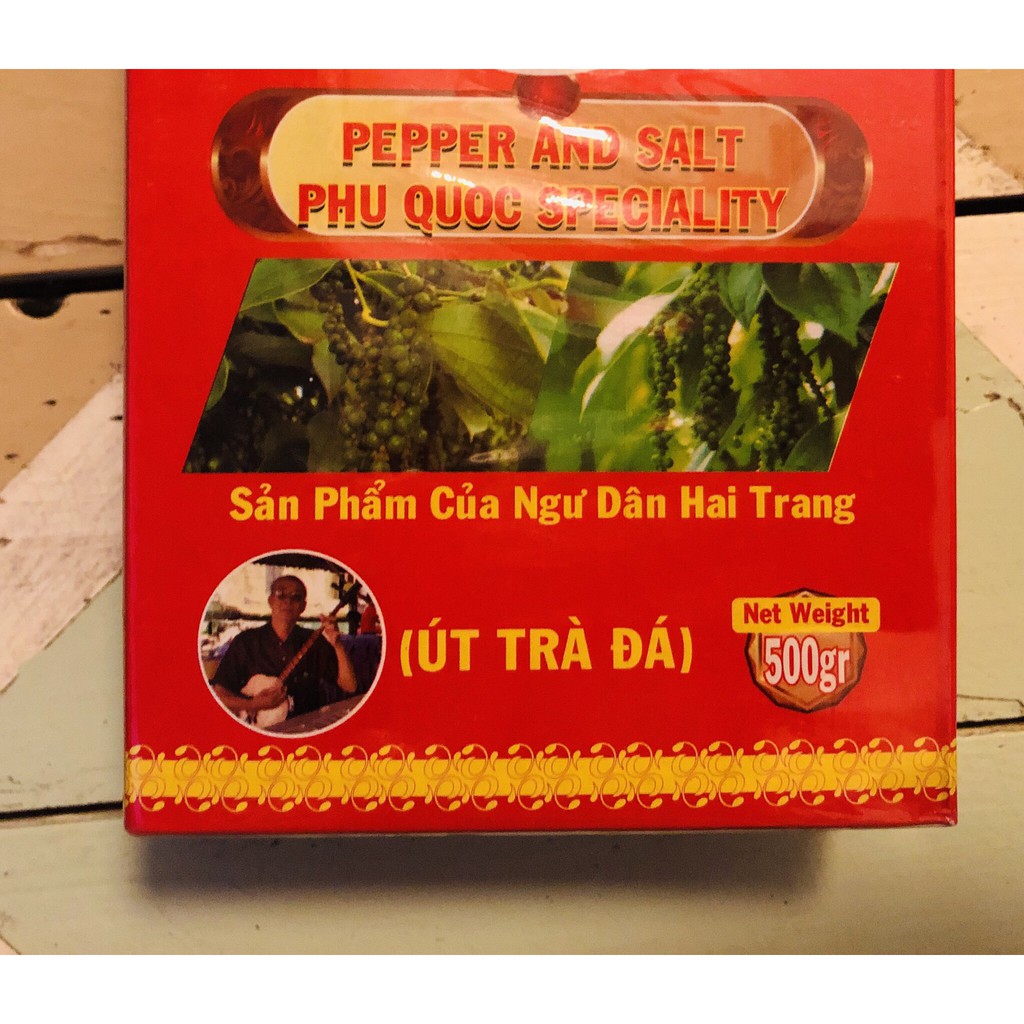 PEPPER AND SALT
PHU QUOC SPECIALITY
Sản Phẩm Của Ngư Dân Hai Trang
(ÚT TRÀ ĐÁ)
Net Weight
500gr